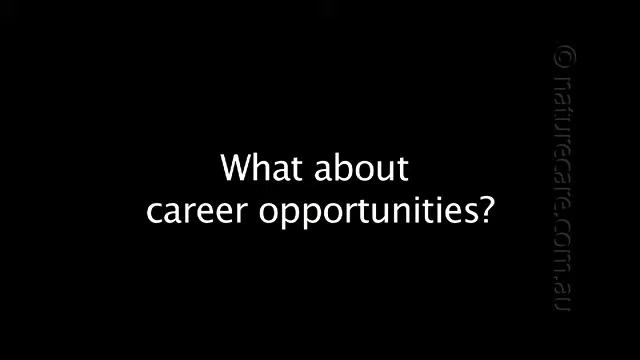 What about
career opportunities?
© naturecare.com.au